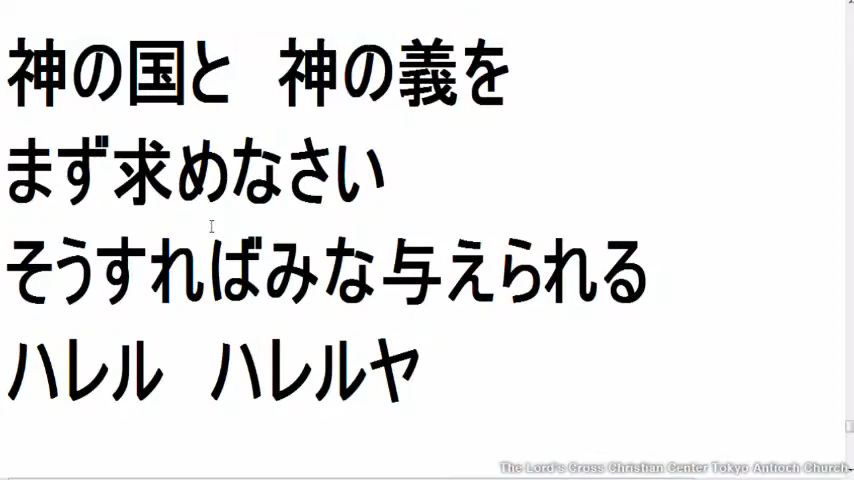 神の国と　神の義を
まず求めなさい
そうすればみな与えられる
ハレル　ハレルヤ
The Lord's Cross Christian Center Tokyo Antioch Church